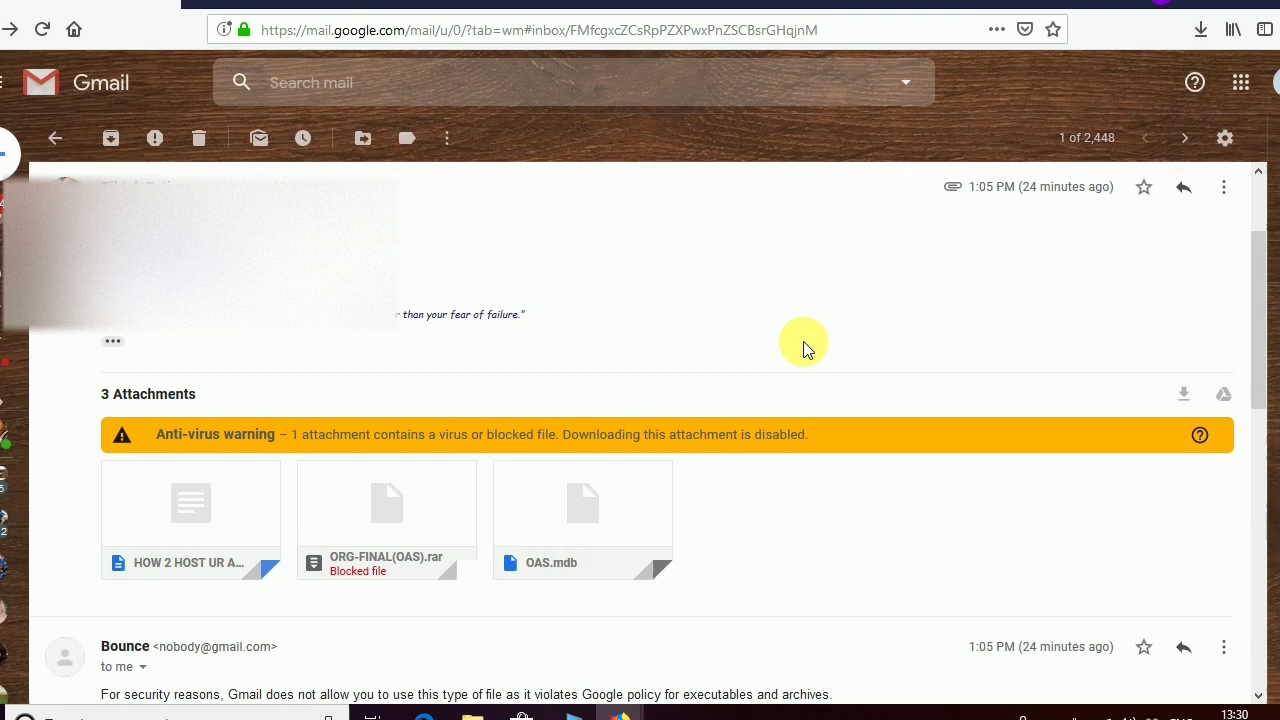 https://mail.google.com/mail/u/0/?tab=wm#inbox/FMfcgxcZCsRpPZXPwxPnZSCBsrGHqjnM
Gmail
Search mail
1 of 2,448
1:05 PM (24 minutes ago)
than your fear of failure."
3 Attachments
Anti-virus warning – 1 attachment contains a virus or blocked file. Downloading this attachment is disabled.
HOW 2 HOST UR A...
ORG-FINAL(OAS).rar
Blocked file
OAS.mdb
Bounce <nobody@gmail.com>
1:05 PM (24 minutes ago)
to me
For security reasons, Gmail does not allow you to use this type of file as it violates Google policy for executables and archives.
13:30